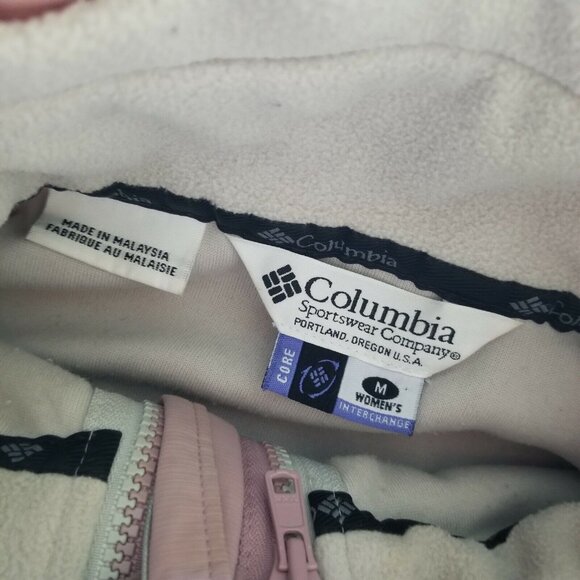 MADE IN MALAYSIA
FABRIQUE AU MALAISIE
Columbia
Columbia
Sportswear Company®
PORTLAND, OREGON U.S.A.
CORE
M
WOMEN'S
INTERCHANGE